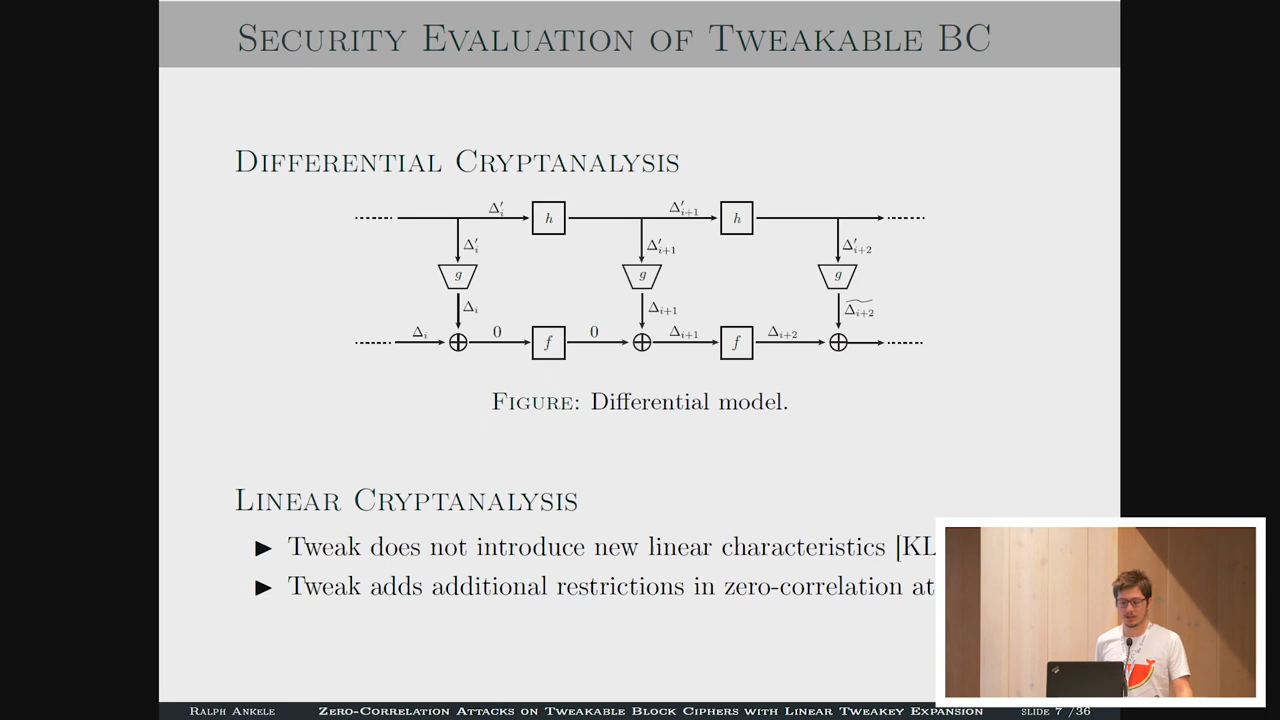 SECURITY EVALUATION OF TWEAKABLE BC
DIFFERENTIAL CRYPTANALYSIS
Δ′ᵢ h Δ′ᵢ₊₁ h
Δ′ᵢ Δ′ᵢ₊₁ Δ′ᵢ₊₂
g g g
Δᵢ Δᵢ₊₁ Δ̃ᵢ₊₂
Δᵢ 0 f 0 Δᵢ₊₁ f Δᵢ₊₂
FIGURE: Differential model.
LINEAR CRYPTANALYSIS
▶ Tweak does not introduce new linear characteristics [KL
▶ Tweak adds additional restrictions in zero-correlation at
RALPH ANKELE ZERO-CORRELATION ATTACKS ON TWEAKABLE BLOCK CIPHERS WITH LINEAR TWEAKEY EXPANSION SLIDE 7 /36